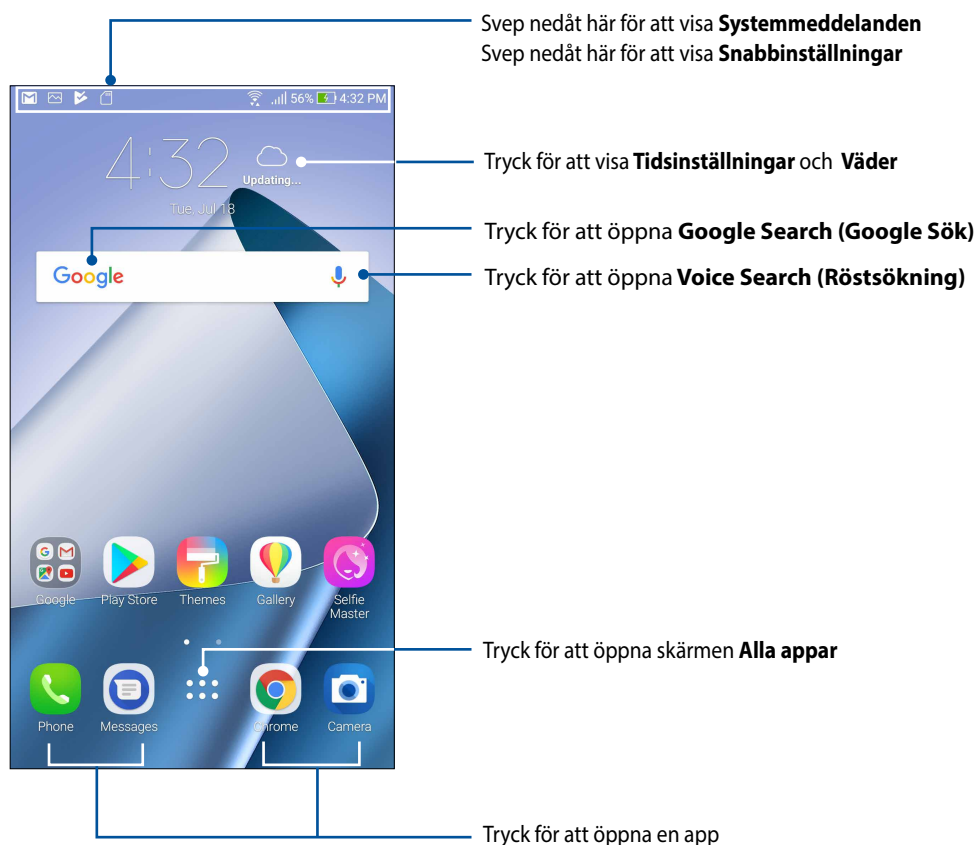 Svep nedåt här för att visa Systemmeddelanden
Svep nedåt här för att visa Snabbinställningar
56% 4:32 PM
4:32
Updating...
Tue, Jul 18
Tryck för att visa Tidsinställningar och Väder
Tryck för att öppna Google Search (Google Sök)
Google
Tryck för att öppna Voice Search (Röstsökning)
Google Play Store Themes Gallery Selfie
Master
Tryck för att öppna skärmen Alla appar
Phone Messages Chrome Camera
Tryck för att öppna en app